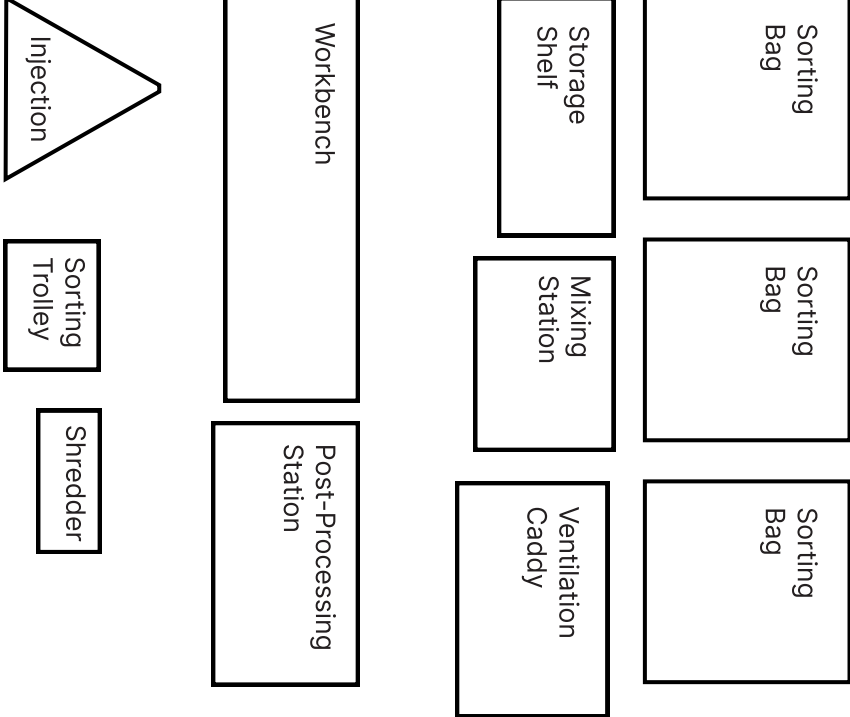 Injection
Sorting
Trolley
Shredder
Workbench
Post-Processing
Station
Storage
Shelf
Mixing
Station
Ventilation
Caddy
Sorting
Bag
Sorting
Bag
Sorting
Bag